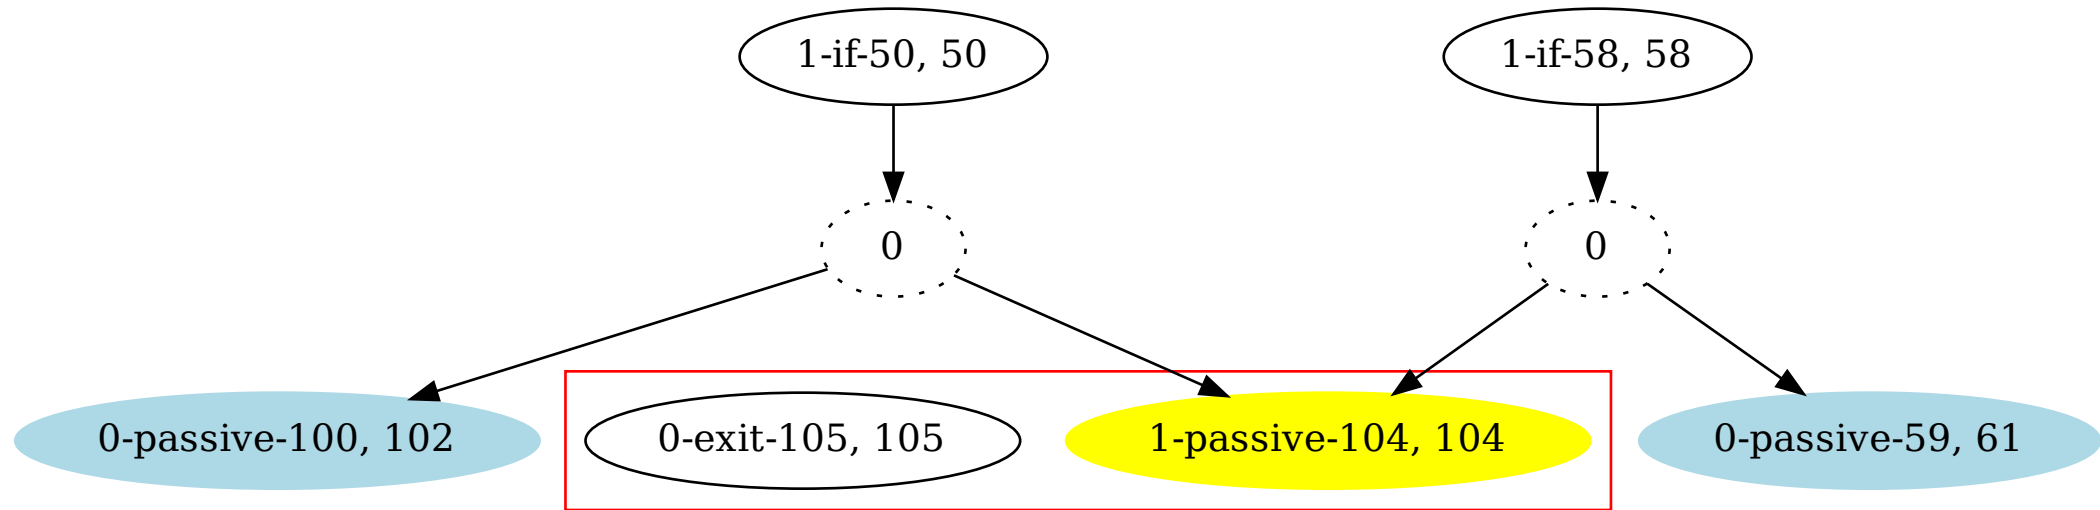 1-if-50, 50
1-if-58, 58
0
0
0-passive-100, 102
0-exit-105, 105
1-passive-104, 104
0-passive-59, 61